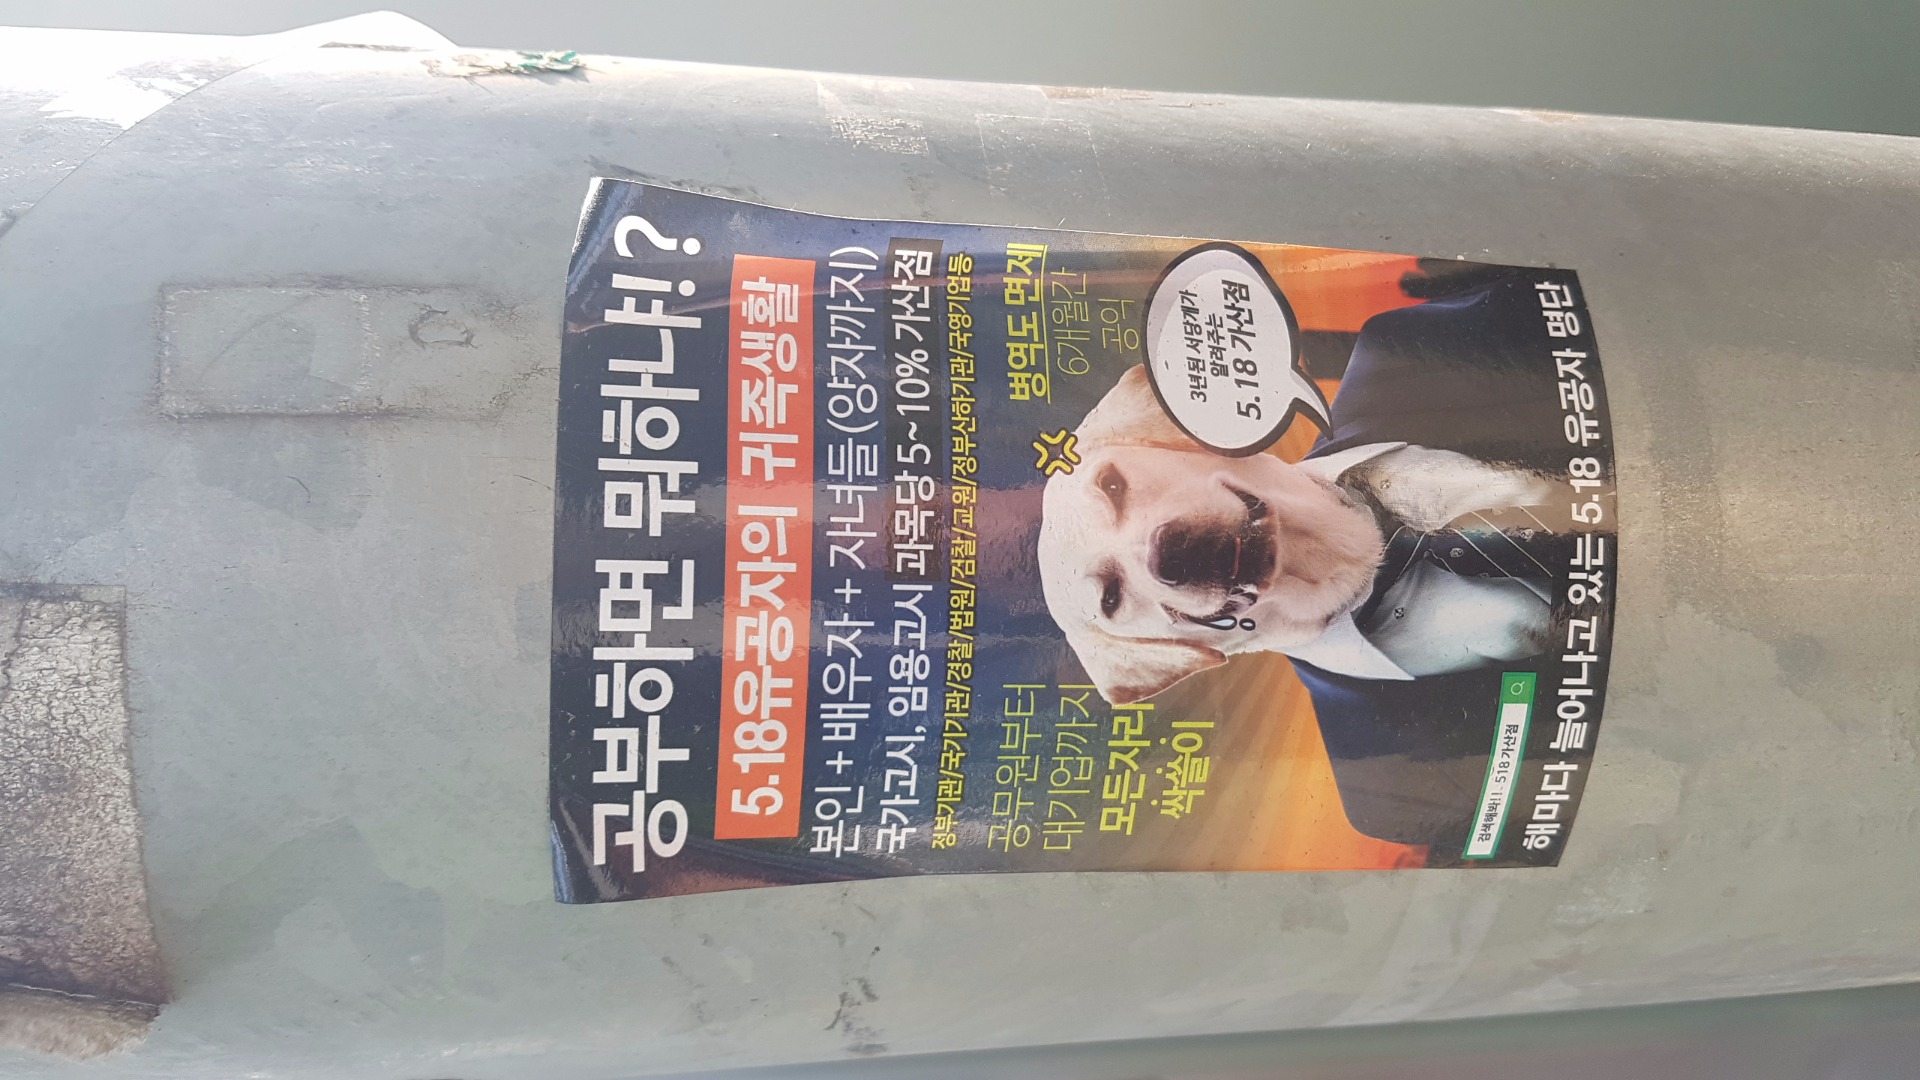 공부하면 뭐하냐!?
5.18유공자의 귀족생활
본인 + 배우자 + 자녀들(양자까지)
국가고시, 임용고시 과목당 5~10% 가산점
정부기관/국기기관/경찰/법원/검찰/교원/정부산하기관/국영기업등
공무원부터
대기업까지
모든자리
싹쓸이
병역도 면제
6개월간
공익
3년된 서당개가
알려주는
5.18 가산점
검색해봐!! 518 가산점
해마다 늘어나고 있는 5.18 유공자 명단